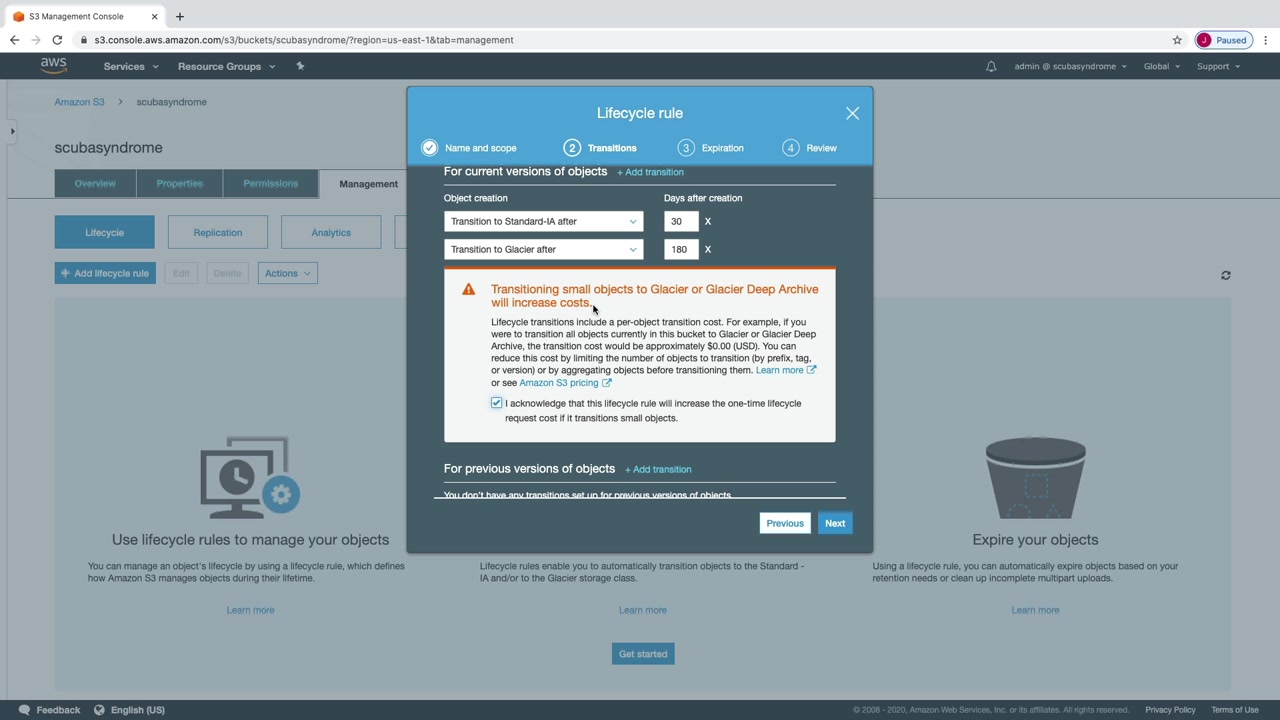 S3 Management Console
s3.console.aws.amazon.com/s3/buckets/scubasyndrome/?region=us-east-1&tab=management
J Paused
aws Services Resource Groups admin @ scubasyndrome Global Support
Amazon S3 > scubasyndrome
scubasyndrome
Overview Properties Permissions Management
Lifecycle Replication Analytics
+ Add lifecycle rule Edit Delete Actions
Lifecycle rule
Name and scope 2 Transitions 3 Expiration 4 Review
For current versions of objects + Add transition
Object creation Days after creation
Transition to Standard-IA after 30 X
Transition to Glacier after 180 X
Transitioning small objects to Glacier or Glacier Deep Archive
will increase costs.
Lifecycle transitions include a per-object transition cost. For example, if you
were to transition all objects currently in this bucket to Glacier or Glacier Deep
Archive, the transition cost would be approximately $0.00 (USD). You can
reduce this cost by limiting the number of objects to transition (by prefix, tag,
or version) or by aggregating objects before transitioning them. Learn more
or see Amazon S3 pricing
I acknowledge that this lifecycle rule will increase the one-time lifecycle
request cost if it transitions small objects.
For previous versions of objects + Add transition
You don't have any transitions set up for previous versions of objects
Previous Next
Use lifecycle rules to manage your objects
You can manage an object's lifecycle by using a lifecycle rule, which defines
how Amazon S3 manages objects during their lifetime.
Learn more
Lifecycle rules enable you to automatically transition objects to the Standard -
IA and/or to the Glacier storage class.
Learn more
Expire your objects
Using a lifecycle rule, you can automatically expire objects based on your
retention needs or clean up incomplete multipart uploads.
Learn more
Get started
Feedback English (US) © 2008 - 2020, Amazon Web Services, Inc. or its affiliates. All rights reserved. Privacy Policy Terms of Use